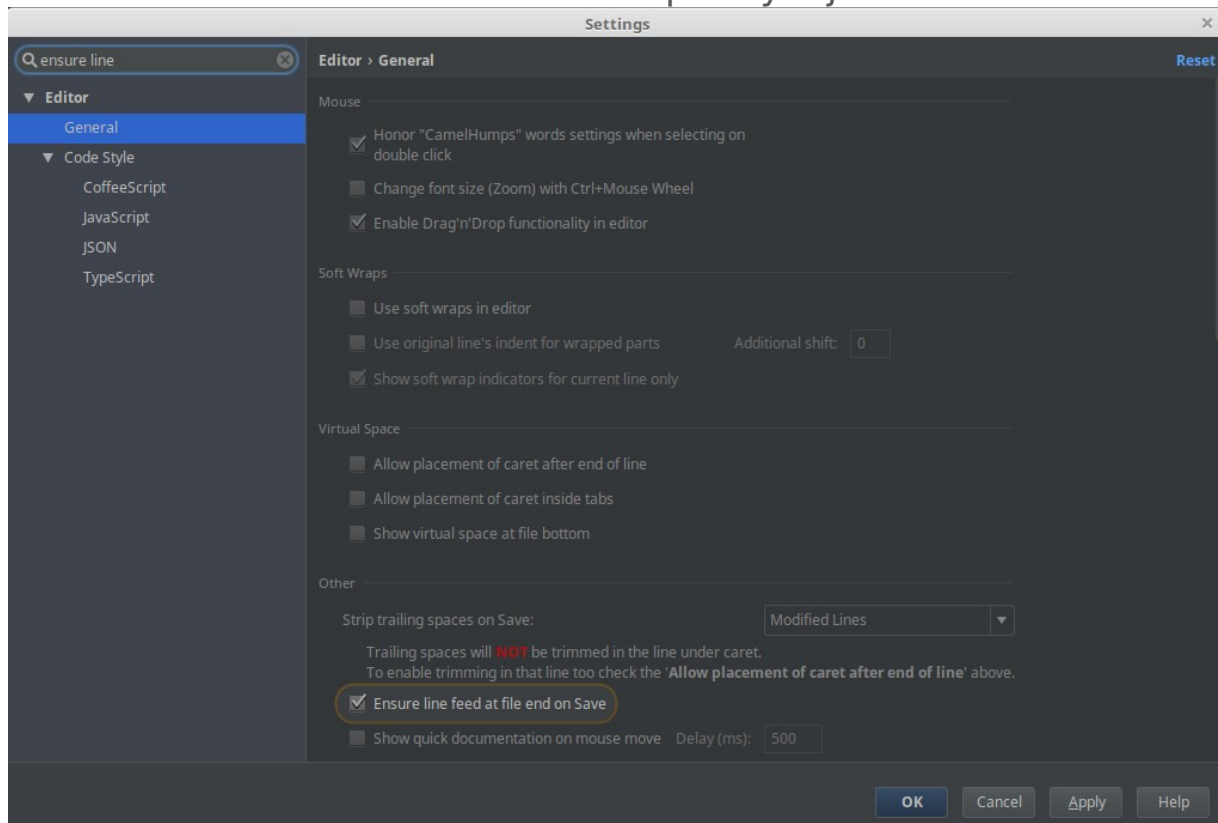 Settings
ensure line
Editor › General
Reset
Editor
General
Code Style
CoffeeScript
JavaScript
JSON
TypeScript
Mouse
Honor "CamelHumps" words settings when selecting on
double click
Change font size (Zoom) with Ctrl+Mouse Wheel
Enable Drag'n'Drop functionality in editor
Soft Wraps
Use soft wraps in editor
Use original line's indent for wrapped parts Additional shift: 0
Show soft wrap indicators for current line only
Virtual Space
Allow placement of caret after end of line
Allow placement of caret inside tabs
Show virtual space at file bottom
Other
Strip trailing spaces on Save: Modified Lines
Trailing spaces will NOT be trimmed in the line under caret.
To enable trimming in that line too check the 'Allow placement of caret after end of line' above.
Ensure line feed at file end on Save
Show quick documentation on mouse move Delay (ms): 500
OK Cancel Apply Help